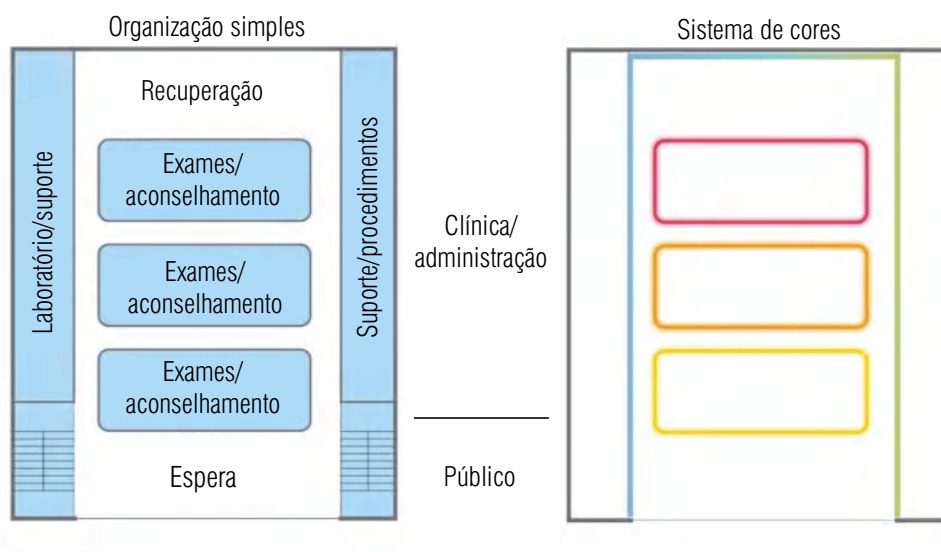 Organização simples
Sistema de cores
Recuperação
Laboratório/suporte
Suporte/procedimentos
Exames/
aconselhamento
Exames/
aconselhamento
Exames/
aconselhamento
Espera
Clínica/
administração
Público